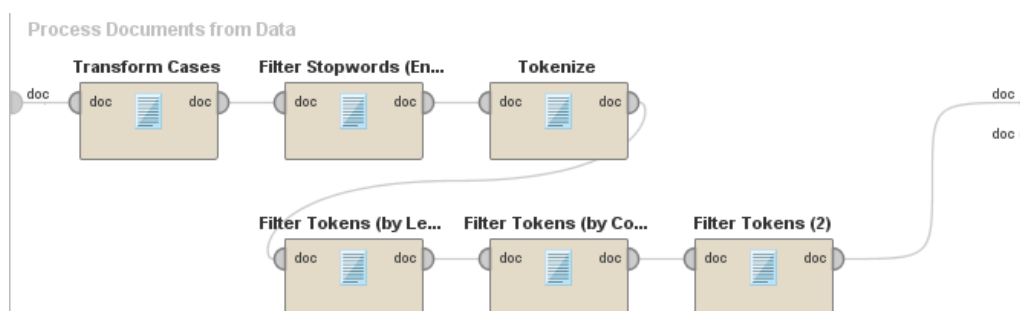 Process Documents from Data
Transform Cases Filter Stopwords (En... Tokenize
doc doc doc doc doc doc doc doc
doc
Filter Tokens (by Le... Filter Tokens (by Co... Filter Tokens (2)
doc doc doc doc doc doc